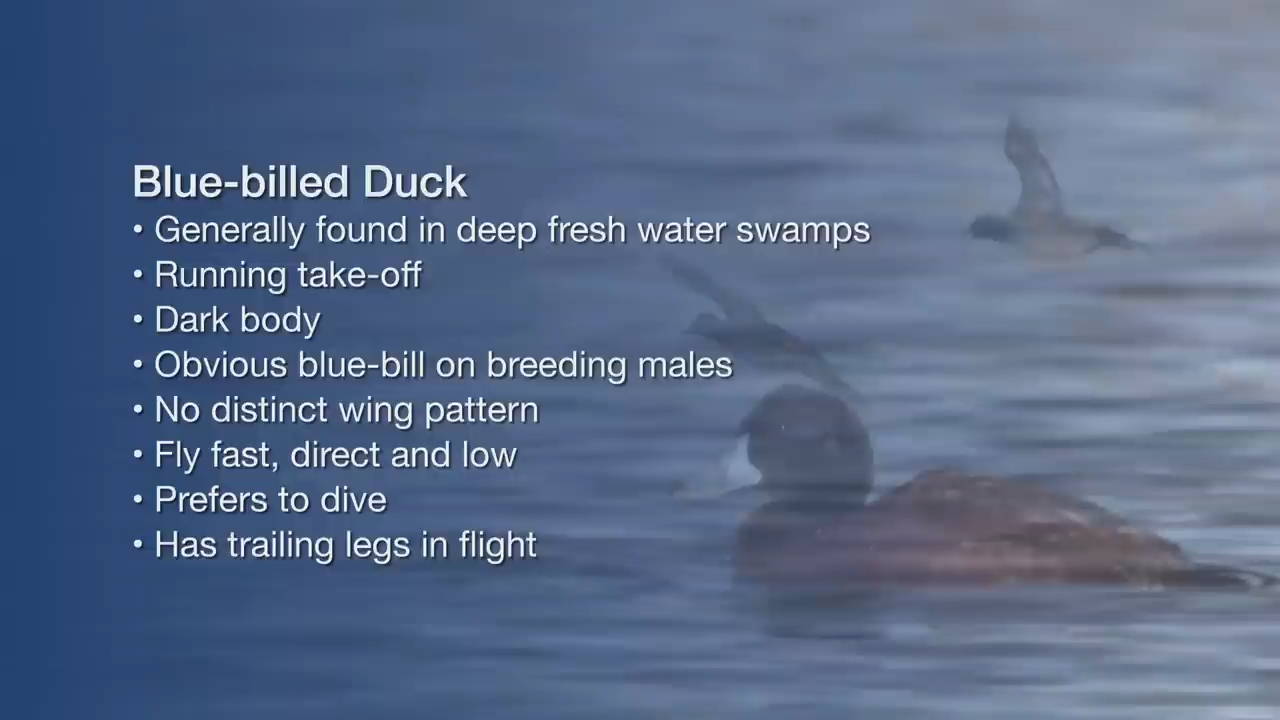 Blue-billed Duck
• Generally found in deep fresh water swamps
• Running take-off
• Dark body
• Obvious blue-bill on breeding males
• No distinct wing pattern
• Fly fast, direct and low
• Prefers to dive
• Has trailing legs in flight